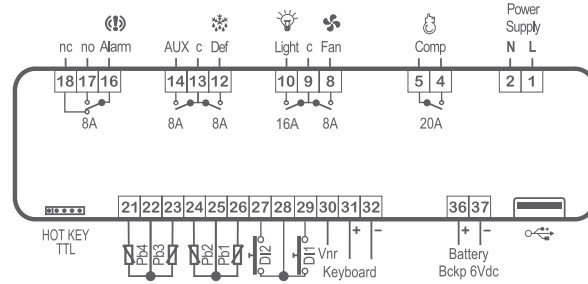 Power
Supply
nc no Alarm AUX c Def Light c Fan Comp N L
18 17 16 14 13 12 10 9 8 5 4 2 1
8A 8A 8A 16A 8A 20A
21 22 23 24 25 26 27 28 29 30 31 32 36 37
HOT KEY
TTL
Pb4 Pb3 Pb2 Pb1 DI2 DI1 Vnr + − + −
Keyboard
Battery
Bckp 6Vdc